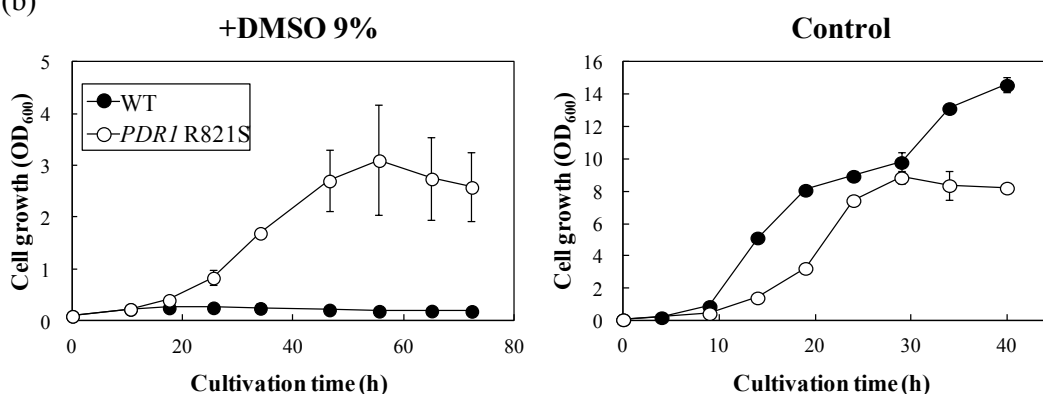 (b)
+DMSO 9%
5
4
3
2
1
0
0 20 40 60 80
Cell growth (OD600)
Cultivation time (h)
WT
PDR1 R821S
Control
16
14
12
10
8
6
4
2
0
0 10 20 30 40
Cell growth (OD600)
Cultivation time (h)